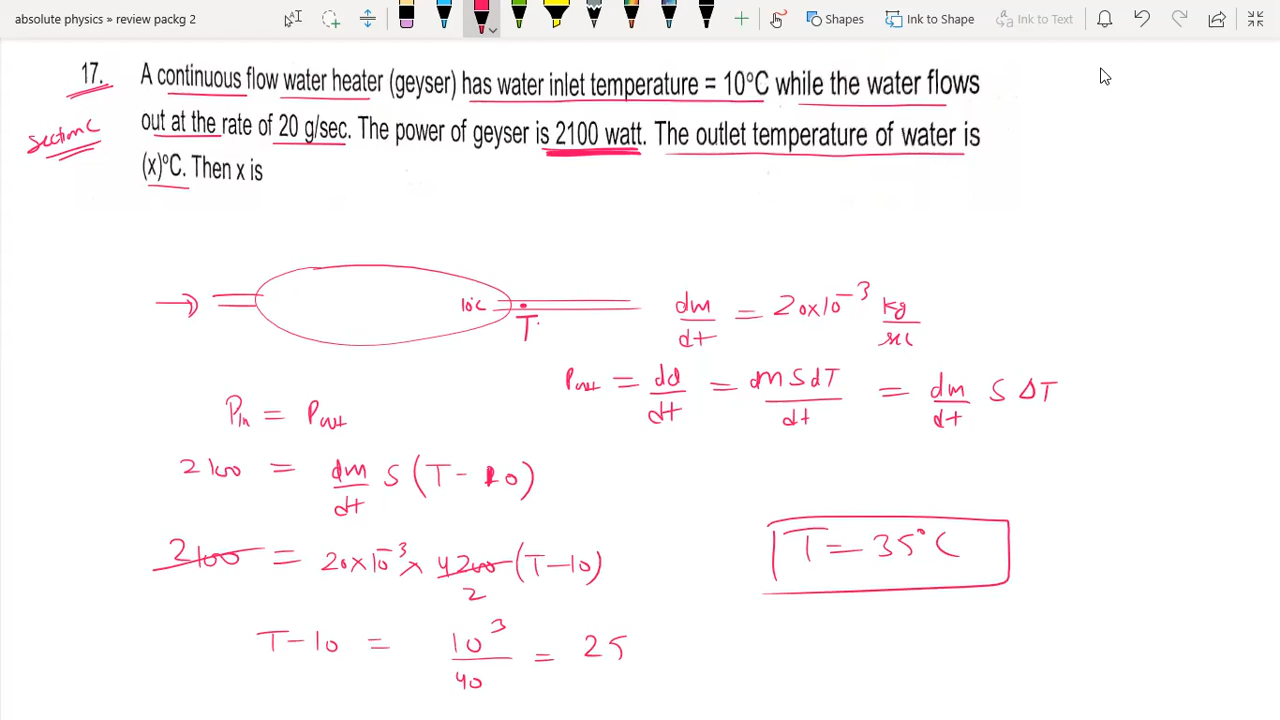 absolute physics » review packg 2
Shapes
Ink to Shape
Ink to Text
17. A continuous flow water heater (geyser) has water inlet temperature = 10°C while the water flows
out at the rate of 20 g/sec. The power of geyser is 2100 watt. The outlet temperature of water is
(x)°C. Then x is
Section C
10°C
T
dm/dt = 20×10⁻³ kg/sec
Pout = dQ/dt = m S dT/dt = dm/dt S ΔT
Pin = Pout
2100 = dm/dt S (T - 10)
2100 = 20×10⁻³ × 4200 (T-10)
2
T-10 = 10³/40 = 25
T = 35°C